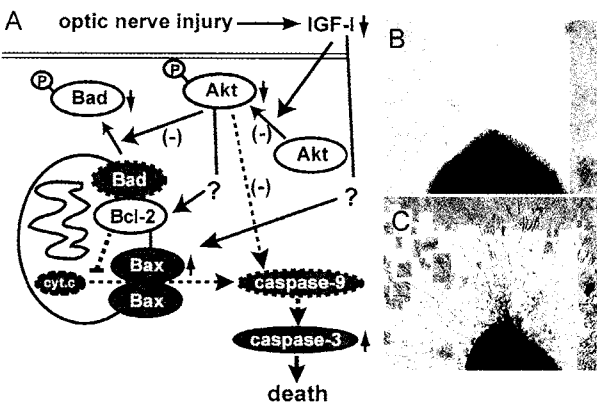 A
optic nerve injury
IGF-I
P
Bad
P
Akt
(-)
(-)
Akt
Bad
(-)
?
?
Bcl-2
Bax
cyt.c
caspase-9
Bax
caspase-3
death
B
C